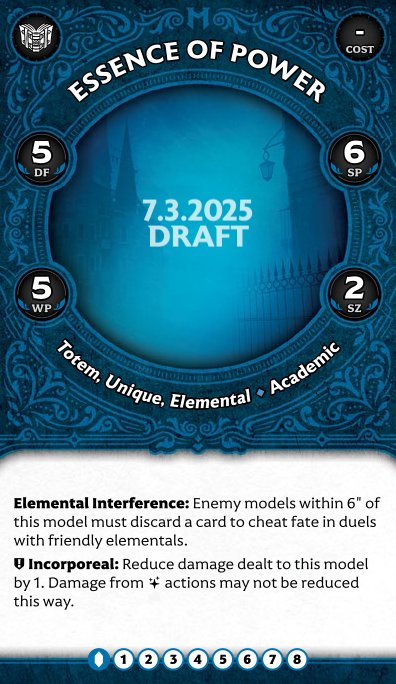 ESSENCE OF POWER
-
COST
5
DF
6
SP
7.3.2025
DRAFT
5
WP
2
SZ
Totem, Unique, Elemental ⬧ Academic
Elemental Interference: Enemy models within 6" of
this model must discard a card to cheat fate in duels
with friendly elementals.
Incorporeal: Reduce damage dealt to this model
by 1. Damage from actions may not be reduced
this way.
1 2 3 4 5 6 7 8